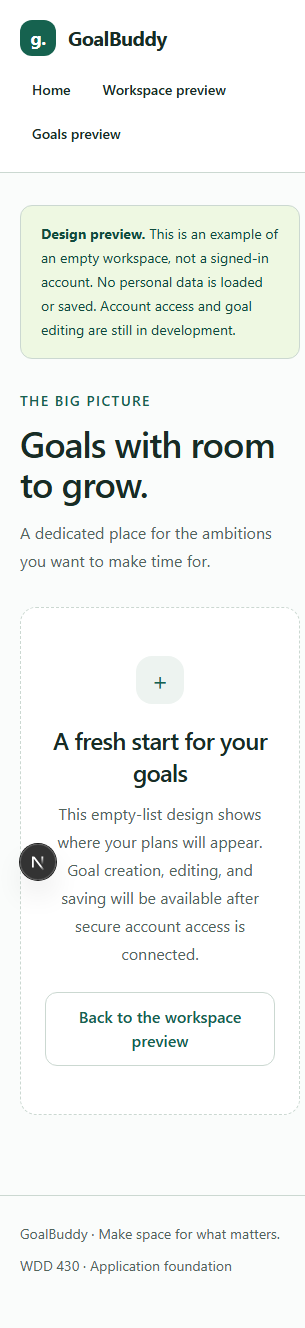 g. GoalBuddy
Home Workspace preview
Goals preview
Design preview. This is an example of
an empty workspace, not a signed-in
account. No personal data is loaded
or saved. Account access and goal
editing are still in development.
THE BIG PICTURE
Goals with room
to grow.
A dedicated place for the ambitions
you want to make time for.
+
A fresh start for your
goals
This empty-list design shows
where your plans will appear.
Goal creation, editing, and
saving will be available after
secure account access is
connected.
N
Back to the workspace
preview
GoalBuddy · Make space for what matters.
WDD 430 · Application foundation